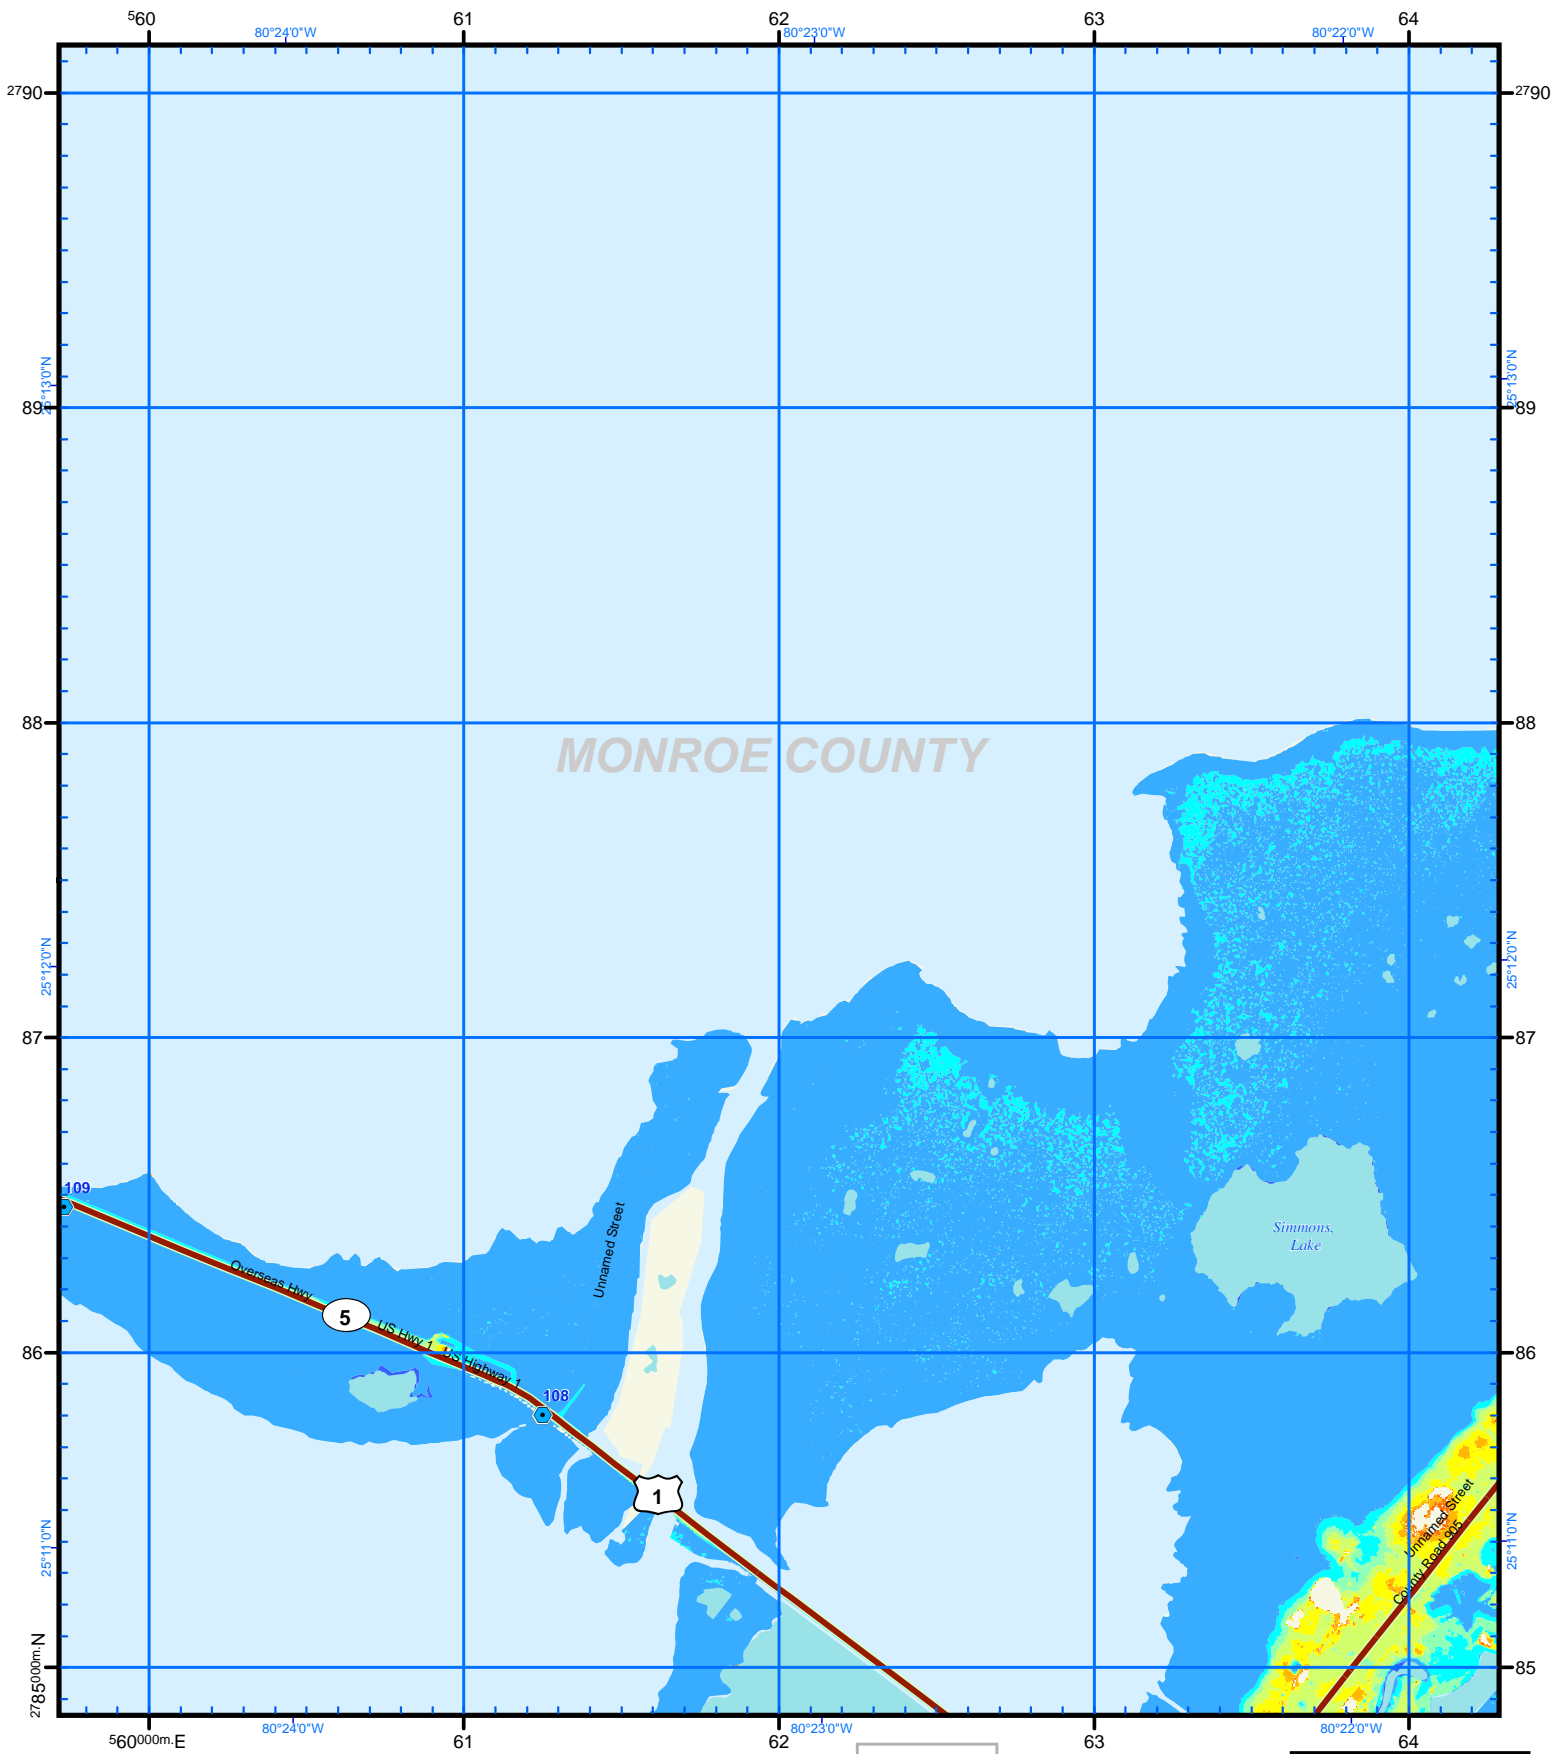 560 61 62 63 64
80°24'0"W 80°23'0"W 80°22'0"W
2790 2790
25°13'0"N 25°13'0"N
89 89
88 88
MONROE COUNTY
25°12'0"N 25°12'0"N
87 87
109
Unnamed Street
Simmons,
Lake
Overseas Hwy
5
US Hwy 1
US Highway 1
86 86
108
1
Unnamed Street
County Road 905
25°11'0"N 25°11'0"N
2785000m.N 85
80°24'0"W 80°23'0"W 80°22'0"W
560000m.E 61 62 63 64